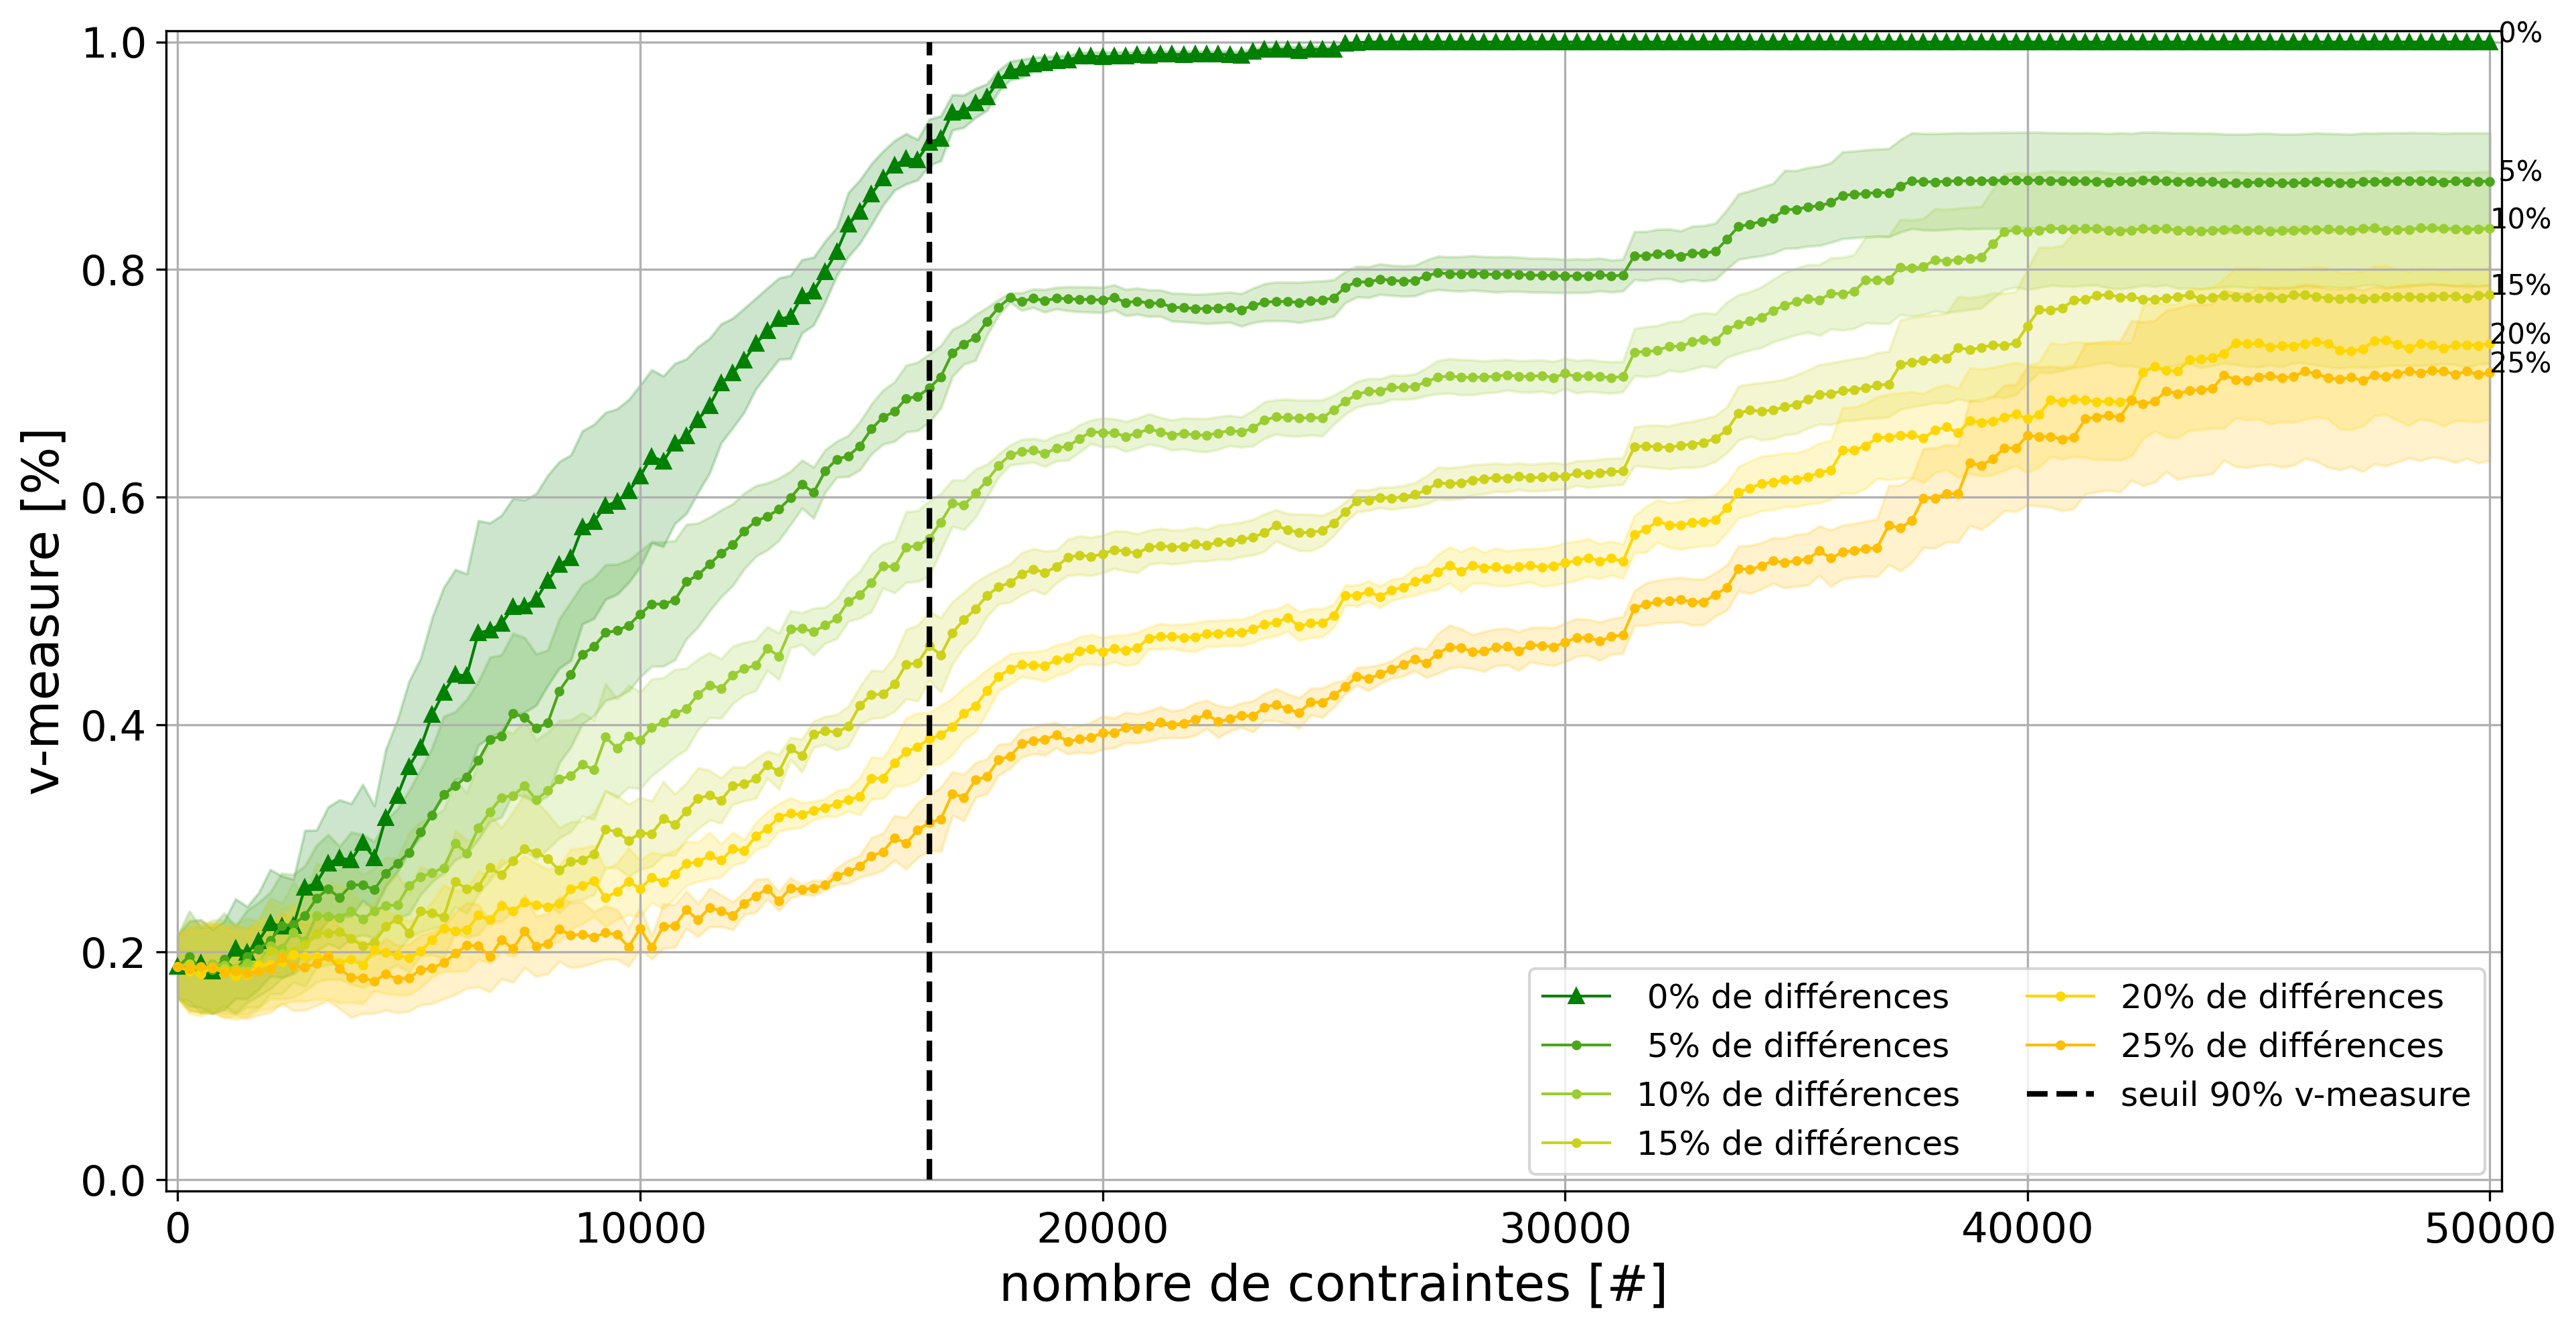 v-measure [%]
1.0
0.8
0.6
0.4
0.2
0.0
0%
5%
10%
15%
20%
25%
0% de différences
5% de différences
10% de différences
15% de différences
20% de différences
25% de différences
seuil 90% v-measure
0 10000 20000 30000 40000 50000
nombre de contraintes [#]